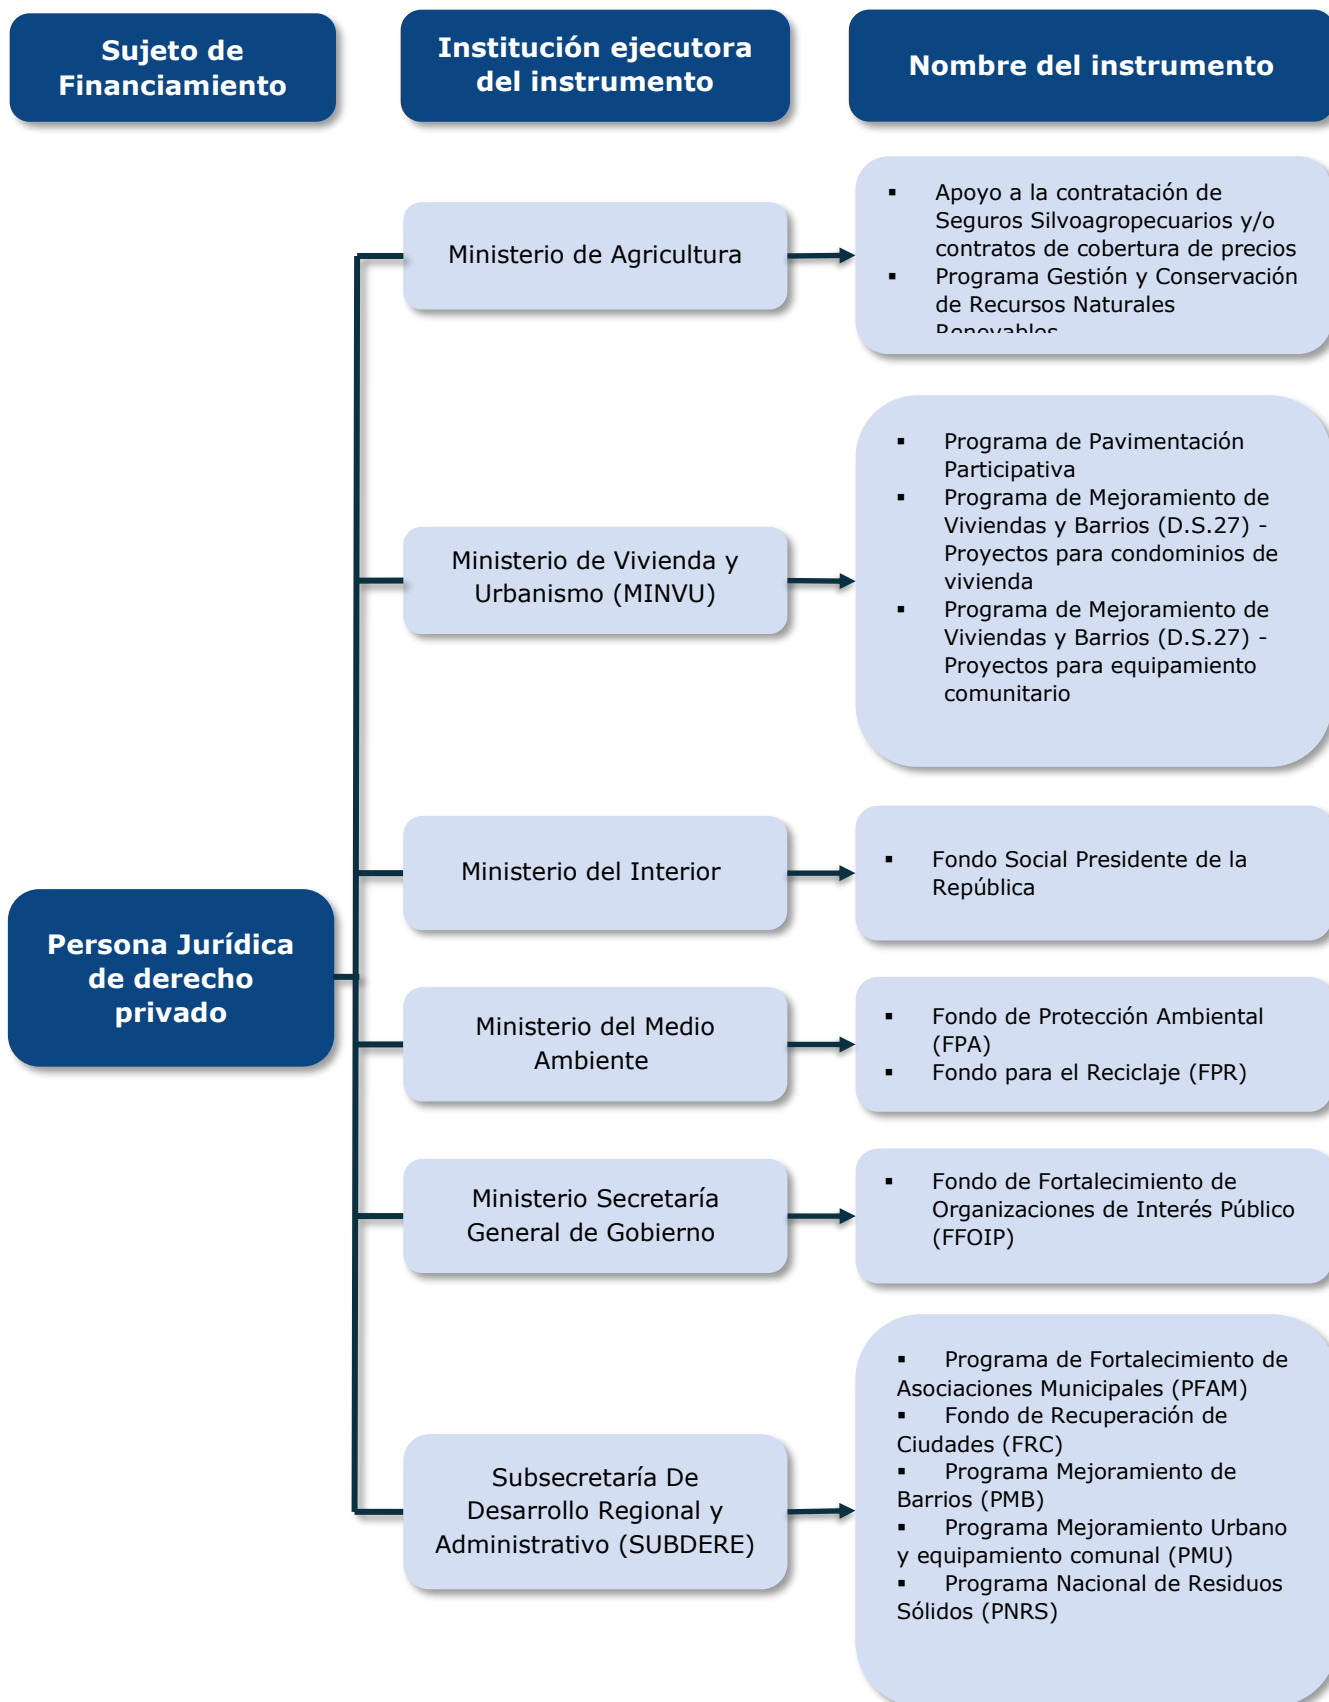 Sujeto de
Financiamiento
Institución ejecutora
del instrumento
Nombre del instrumento
Persona Jurídica
de derecho
privado
Ministerio de Agricultura
▪ Apoyo a la contratación de
Seguros Silvoagropecuarios y/o
contratos de cobertura de precios
▪ Programa Gestión y Conservación
de Recursos Naturales
Renovables
Ministerio de Vivienda y
Urbanismo (MINVU)
▪ Programa de Pavimentación
Participativa
▪ Programa de Mejoramiento de
Viviendas y Barrios (D.S.27) -
Proyectos para condominios de
vivienda
▪ Programa de Mejoramiento de
Viviendas y Barrios (D.S.27) -
Proyectos para equipamiento
comunitario
Ministerio del Interior
▪ Fondo Social Presidente de la
República
Ministerio del Medio
Ambiente
▪ Fondo de Protección Ambiental
(FPA)
▪ Fondo para el Reciclaje (FPR)
Ministerio Secretaría
General de Gobierno
▪ Fondo de Fortalecimiento de
Organizaciones de Interés Público
(FFOIP)
Subsecretaría De
Desarrollo Regional y
Administrativo (SUBDERE)
▪ Programa de Fortalecimiento de
Asociaciones Municipales (PFAM)
▪ Fondo de Recuperación de
Ciudades (FRC)
▪ Programa Mejoramiento de
Barrios (PMB)
▪ Programa Mejoramiento Urbano
y equipamiento comunal (PMU)
▪ Programa Nacional de Residuos
Sólidos (PNRS)